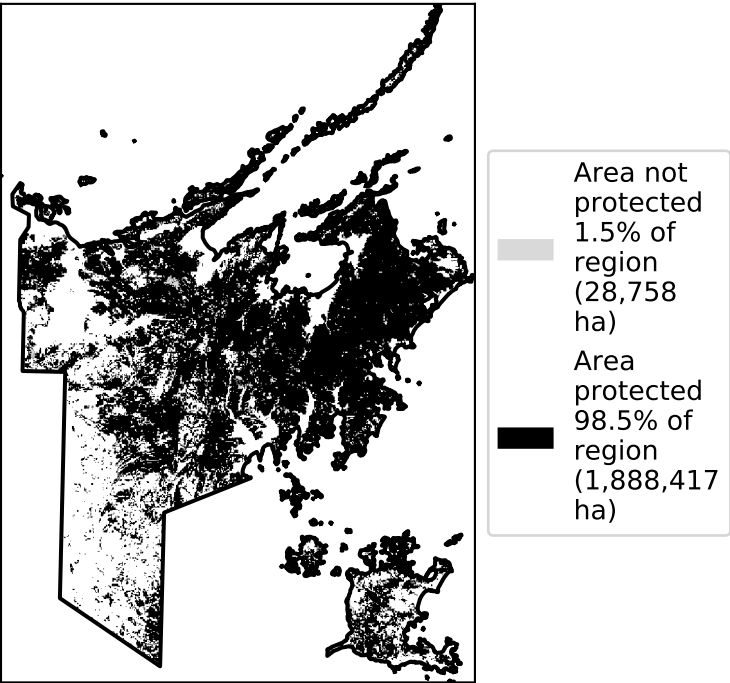 Area not
protected
1.5% of
region
(28,758
ha)
Area
protected
98.5% of
region
(1,888,417
ha)